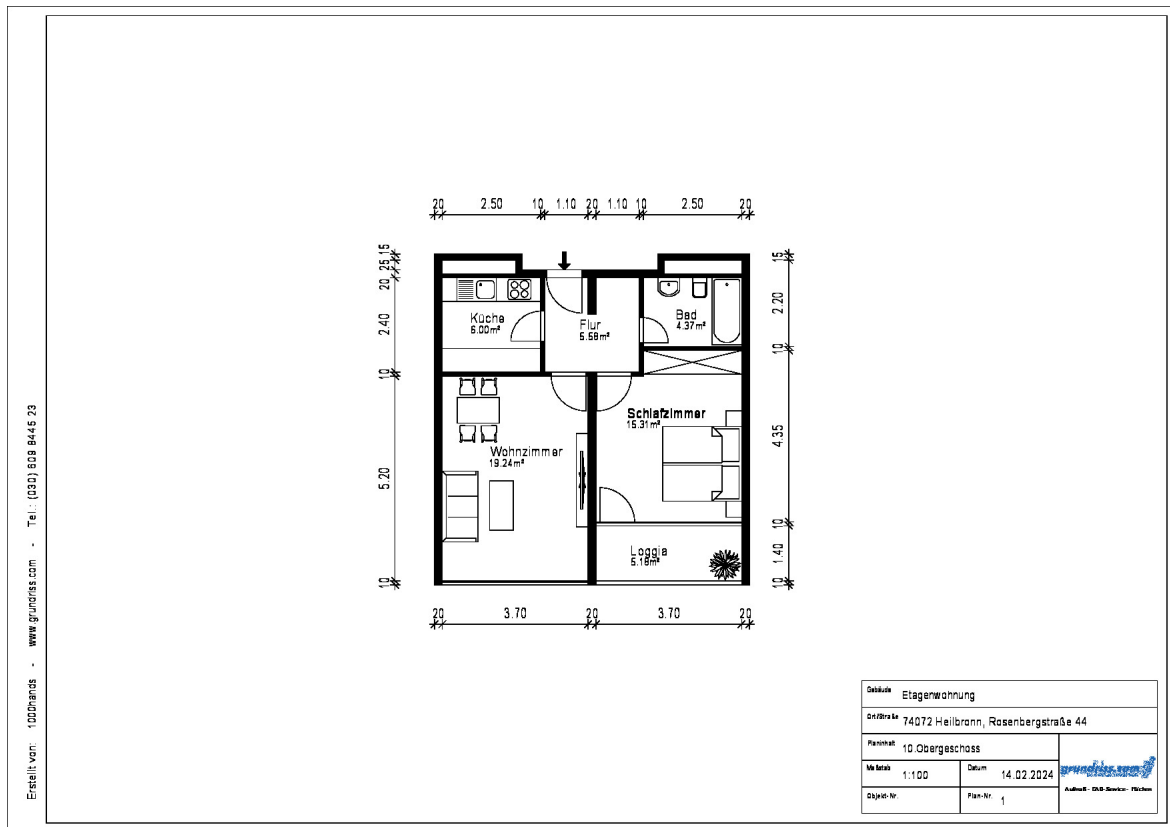 20 2.50 10 1.10 20 1.10 10 2.50 20
15
25
20
2.40
10
5.20
10
15
2.20
10
4.35
10
1.40
10
Küche
6.00m²
Flur
5.58m²
Bad
4.37m²
Schlafzimmer
15.31m²
Wohnzimmer
19.24m²
Loggia
5.18m²
20 3.70 20 3.70 20
Erstellt von: 1000hands - www.grundriss.com - Tel.: (030) 609 8445 23
Gebäude Etagenwohnung
Ort/Straße 74072 Heilbronn, Rosenbergstraße 44
Planinhalt 10.Obergeschoss
Maßstab 1:100 Datum 14.02.2024
Objekt-Nr. Plan-Nr. 1
grundriss.com
Aufmaß - CAD-Service - Flächen